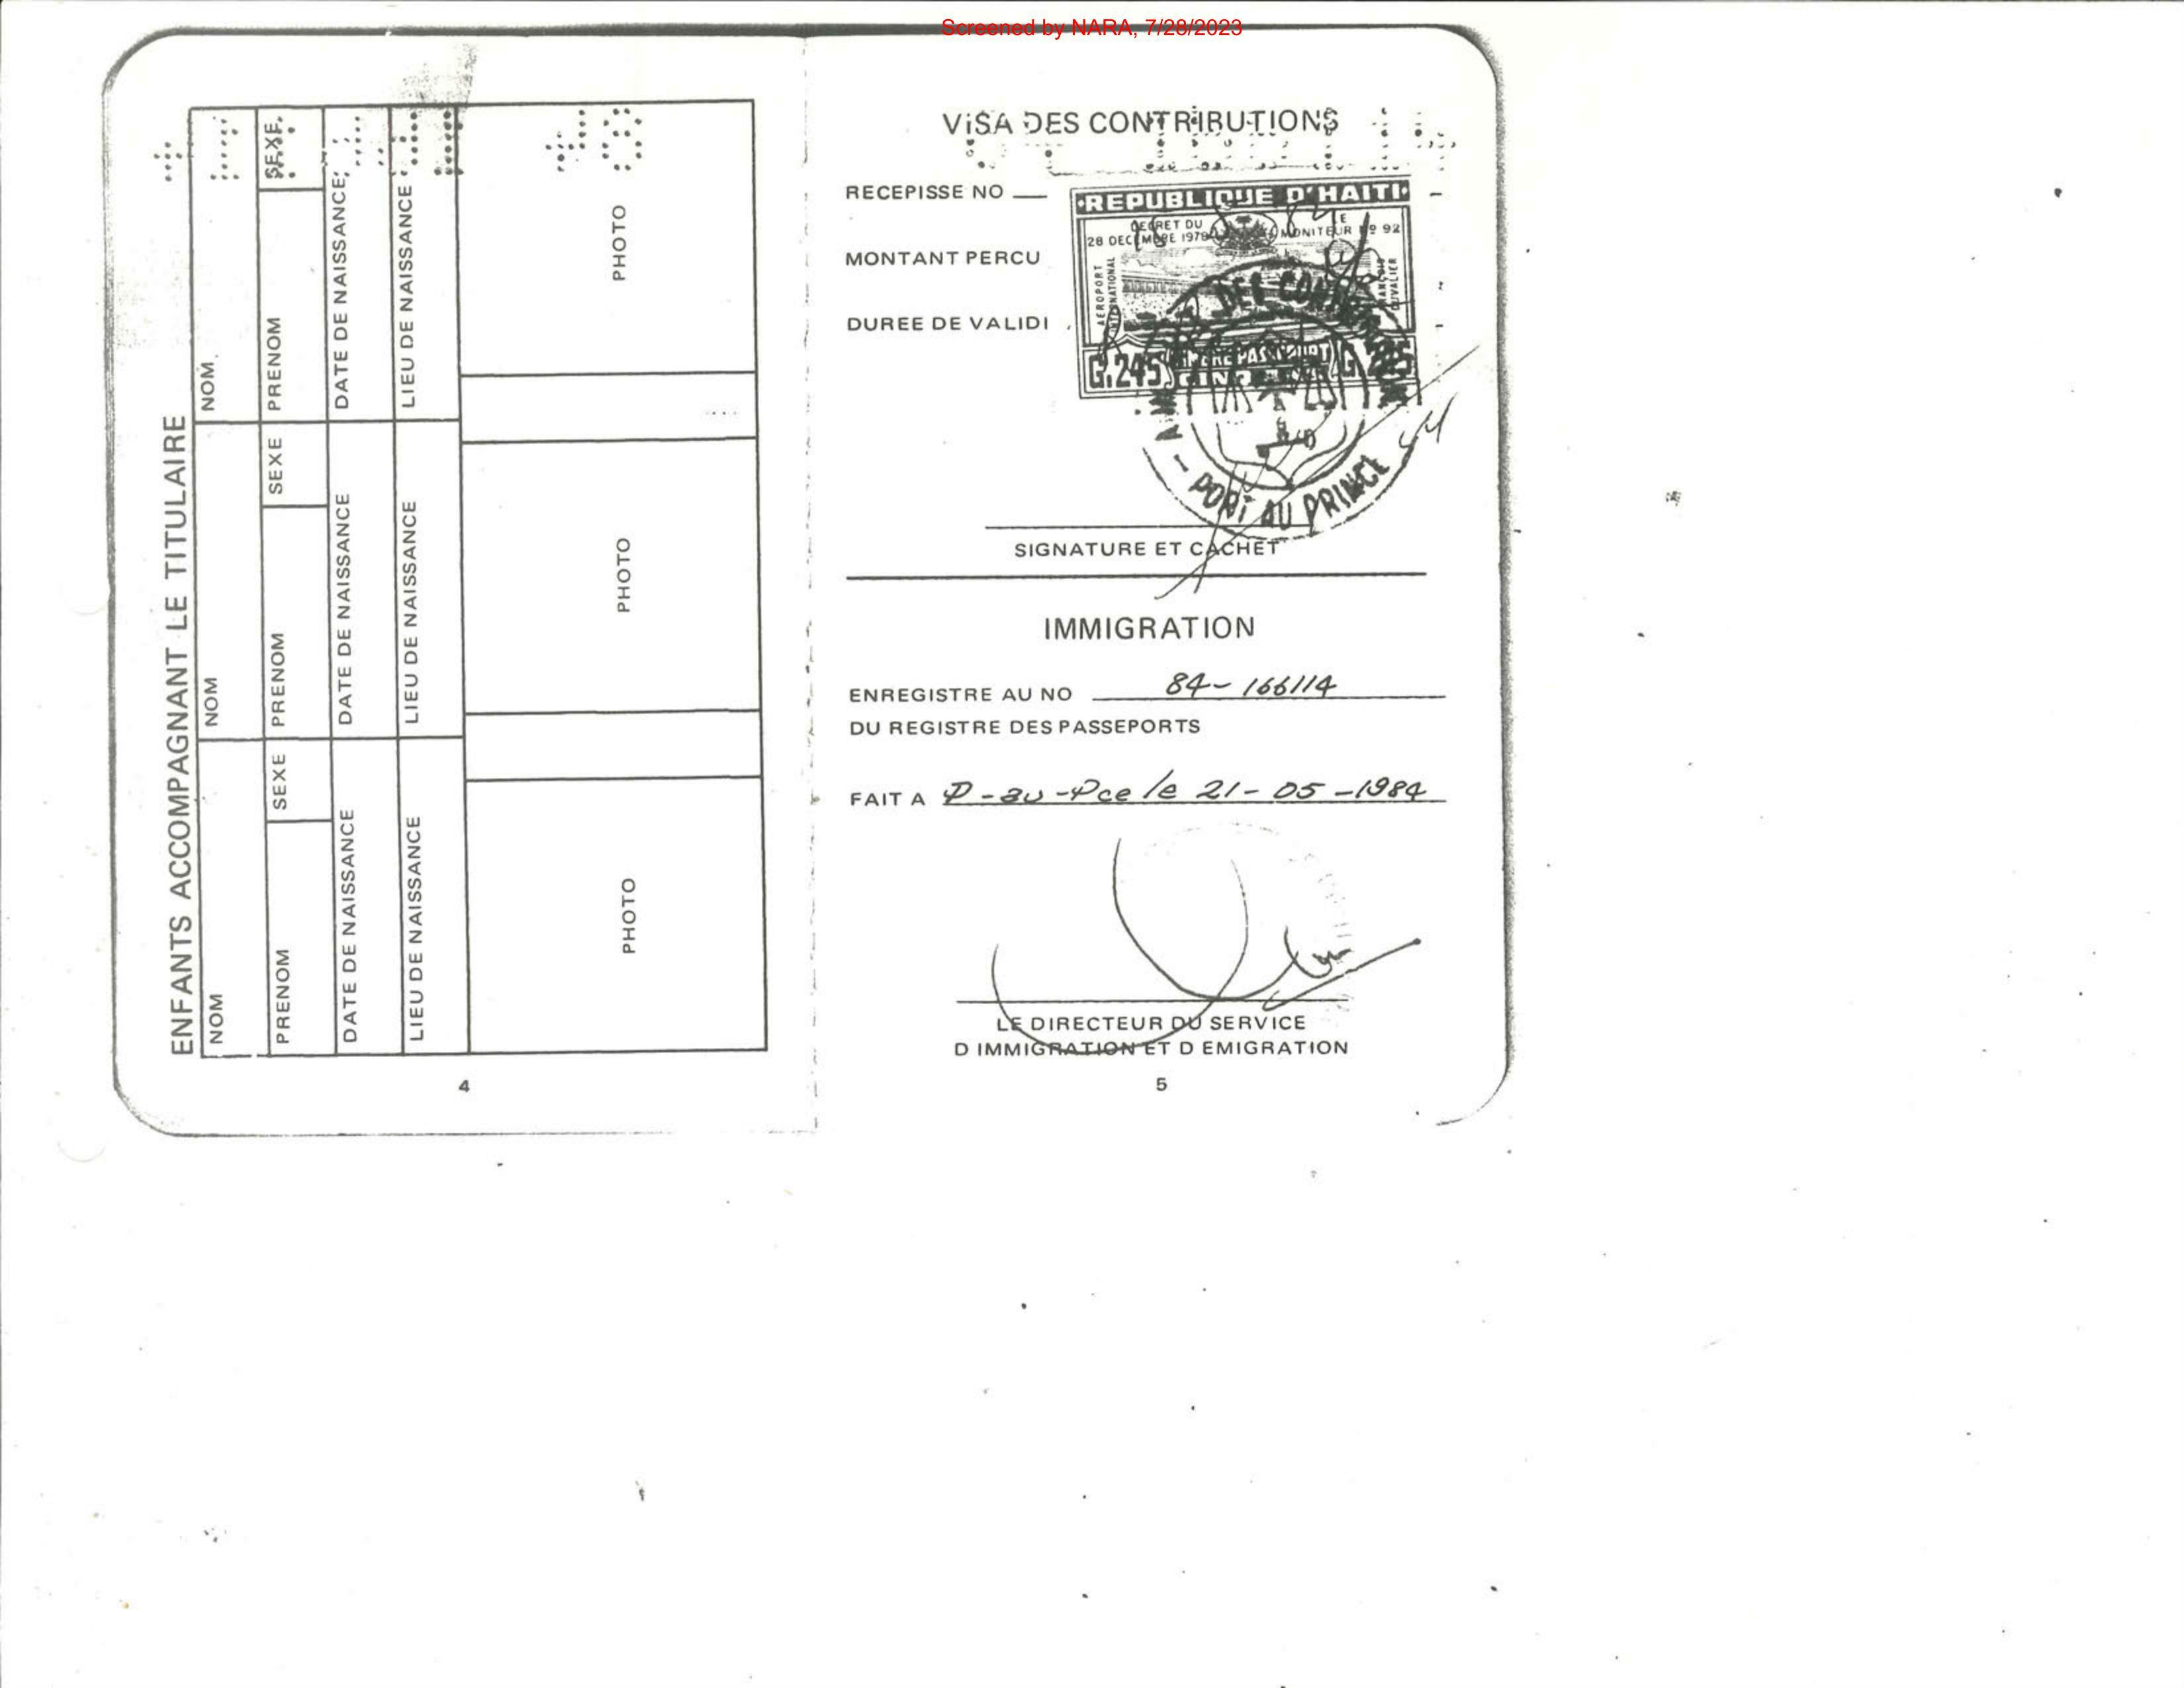 Screened by NARA, 7/28/2023
ENFANTS ACCOMPAGNANT LE TITULAIRE
NOM
PRENOM
SEXE
DATE DE NAISSANCE
LIEU DE NAISSANCE
PHOTO
NOM
PRENOM
SEXE
DATE DE NAISSANCE
LIEU DE NAISSANCE
PHOTO
NOM
PRENOM
SEXE
DATE DE NAISSANCE
LIEU DE NAISSANCE
PHOTO
4
VISA DES CONTRIBUTIONS
RECEPISSE NO
MONTANT PERCU
DUREE DE VALIDI
REPUBLIQUE D'HAITI
DECRET DU
28 DECEMBRE 1978
LE
MONITEUR Nº 92
AEROPORT
INTERNATIONAL
FRANCOIS
DUVALIER
G.245
TIMBRE PASSEPORT
G.245
DES
PORT AU PRINCE
SIGNATURE ET CACHET
IMMIGRATION
ENREGISTRE AU NO 84-166114
DU REGISTRE DES PASSEPORTS
FAIT A P-au-Pce le 21-05-1984
LE DIRECTEUR DU SERVICE
D IMMIGRATION ET D EMIGRATION
5